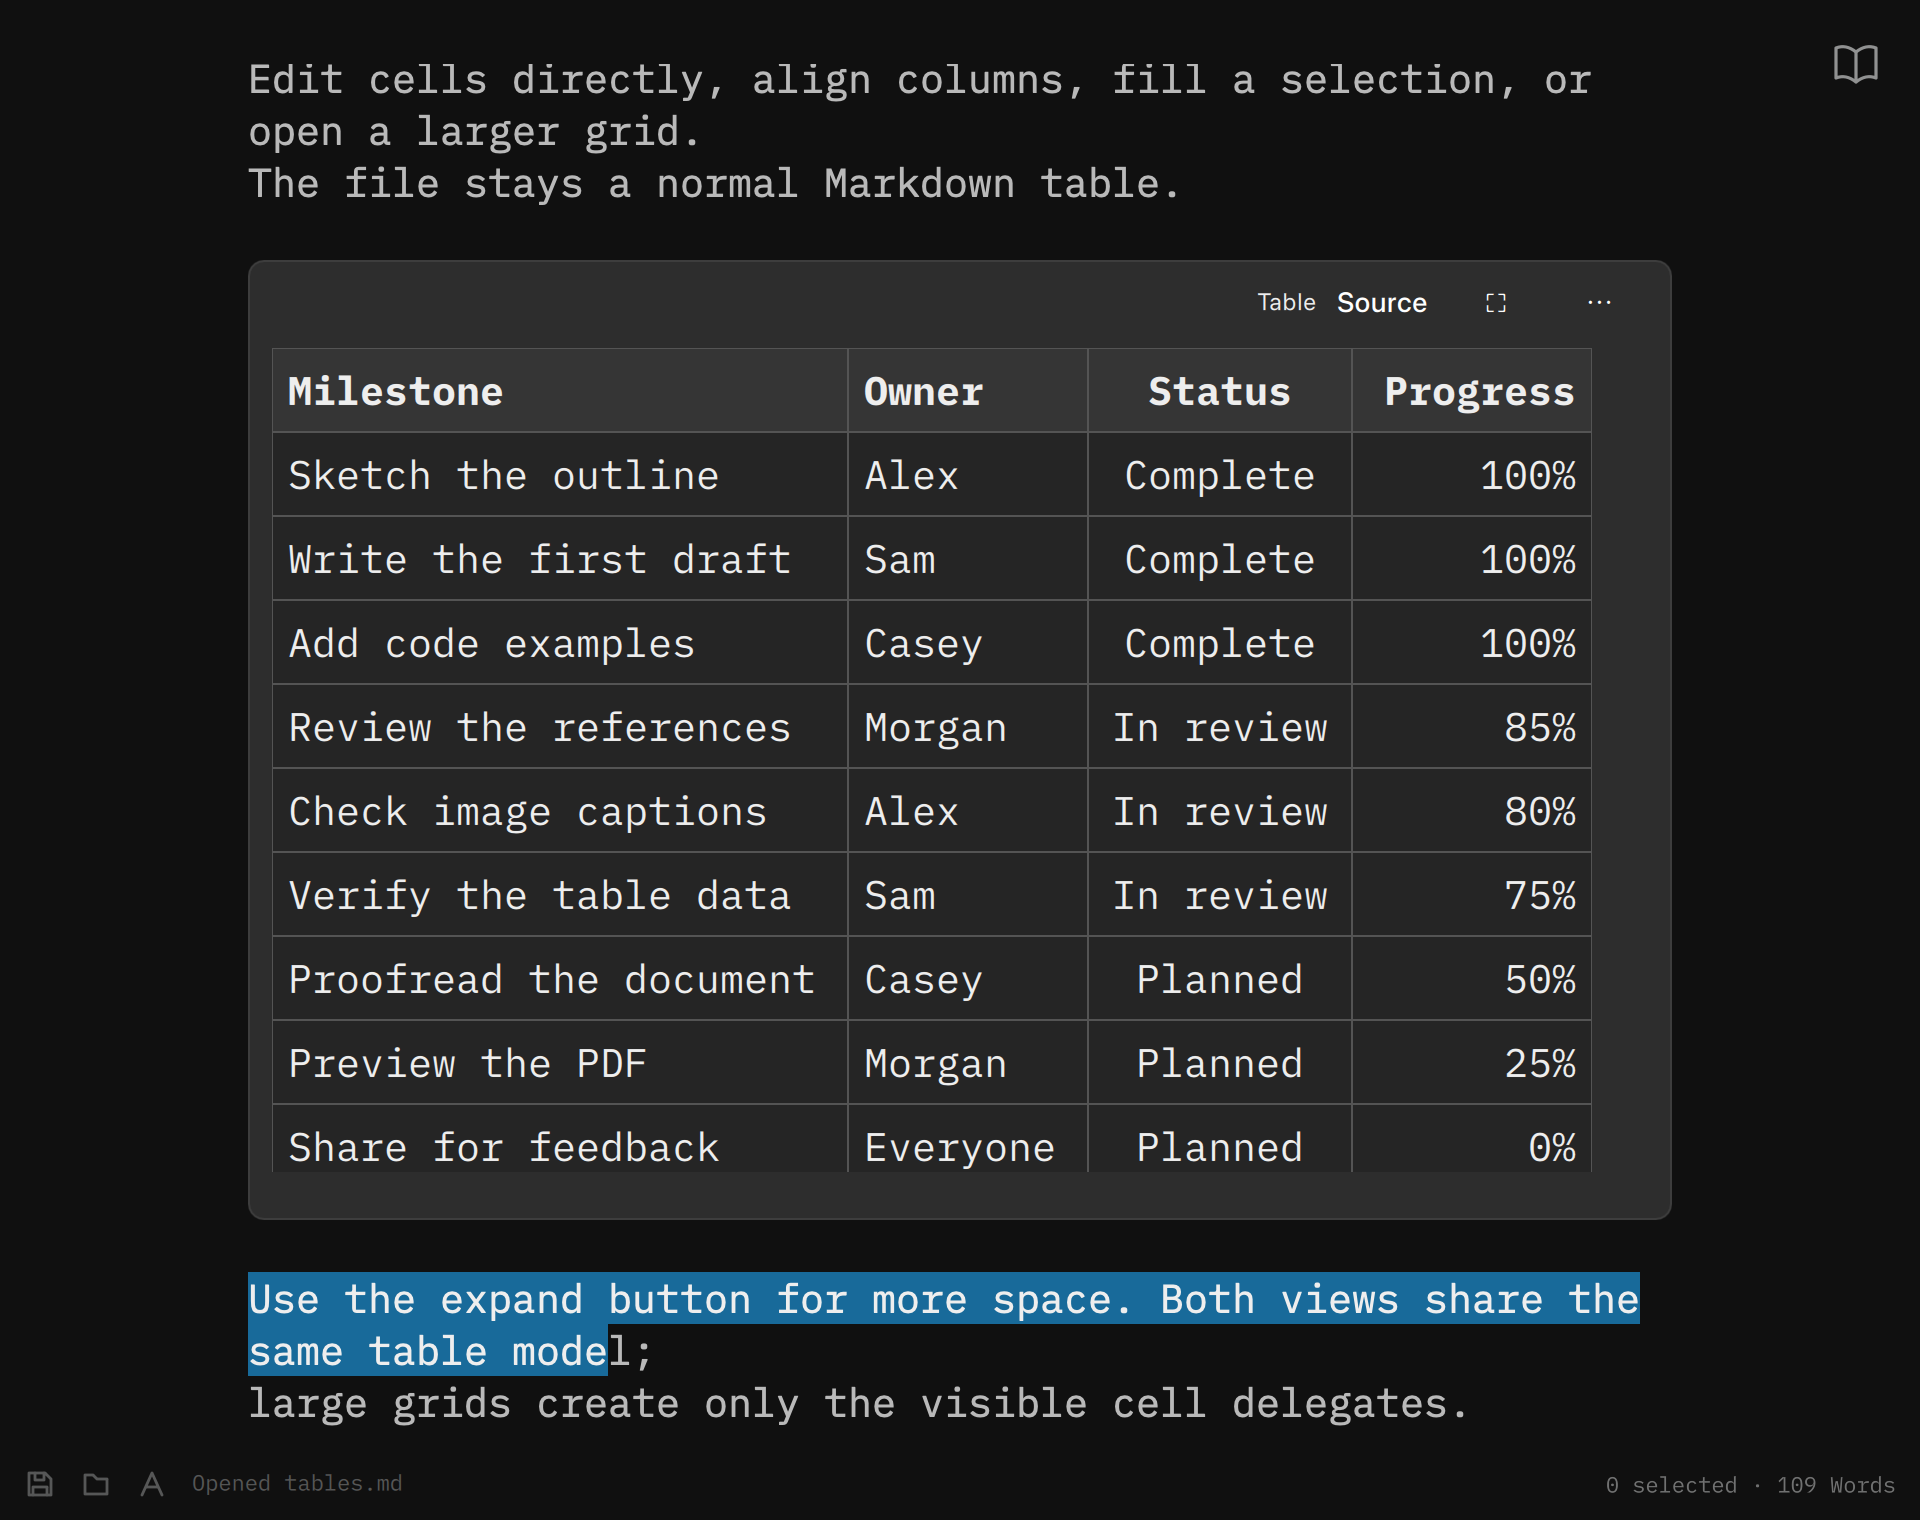 Edit cells directly, align columns, fill a selection, or
open a larger grid.
The file stays a normal Markdown table.
Table Source ...
Milestone Owner Status Progress
Sketch the outline Alex Complete 100%
Write the first draft Sam Complete 100%
Add code examples Casey Complete 100%
Review the references Morgan In review 85%
Check image captions Alex In review 80%
Verify the table data Sam In review 75%
Proofread the document Casey Planned 50%
Preview the PDF Morgan Planned 25%
Share for feedback Everyone Planned 0%
Use the expand button for more space. Both views share the
same table model;
large grids create only the visible cell delegates.
Opened tables.md 0 selected · 109 Words